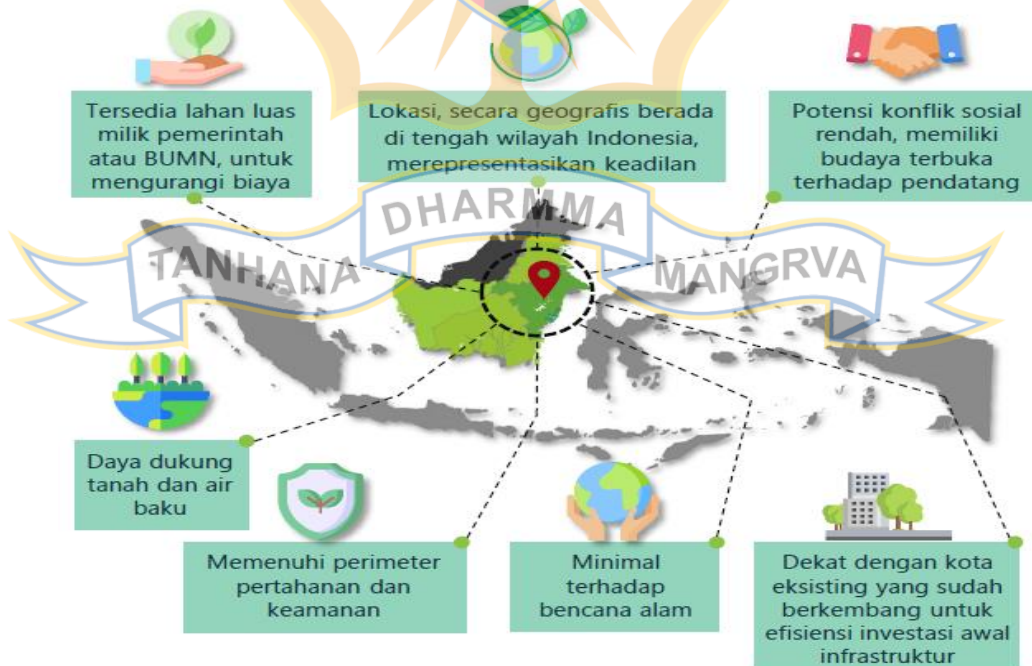 Tersedia lahan luas
milik pemerintah
atau BUMN, untuk
mengurangi biaya
Lokasi, secara geografis berada
di tengah wilayah Indonesia,
merepresentasikan keadilan
Potensi konflik sosial
rendah, memiliki
budaya terbuka
terhadap pendatang
TANHANA DHARMMA MANGRVA
Daya dukung
tanah dan air
baku
Memenuhi perimeter
pertahanan dan
keamanan
Minimal
terhadap
bencana alam
Dekat dengan kota
eksisting yang sudah
berkembang untuk
efisiensi investasi awal
infrastruktur